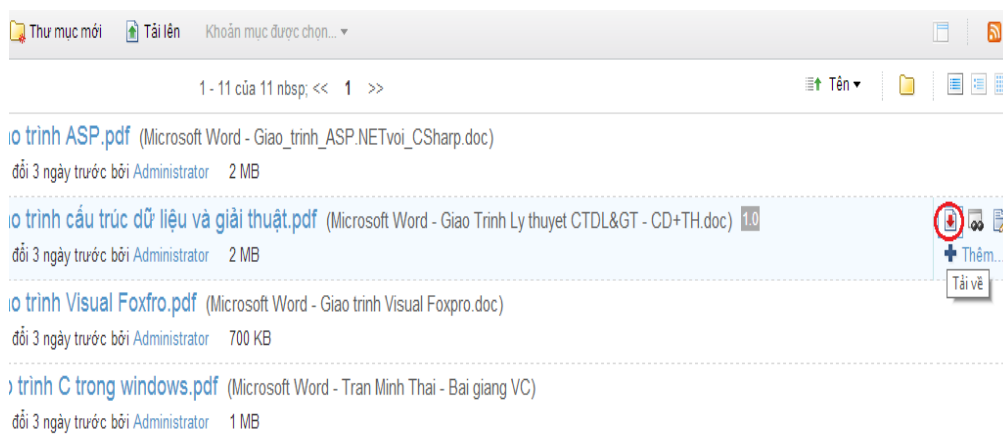 Thư mục mới Tải lên Khoản mục được chọn...
1 - 11 của 11 nbsp; << 1 >> Tên
o trình ASP.pdf (Microsoft Word - Giao_trinh_ASP.NETvoi_CSharp.doc)
đổi 3 ngày trước bởi Administrator 2 MB
o trình cấu trúc dữ liệu và giải thuật.pdf (Microsoft Word - Giao Trinh Ly thuyet CTDL&GT - CD+TH.doc) 1.0
đổi 3 ngày trước bởi Administrator 2 MB
Thêm...
Tải về
o trình Visual Foxfro.pdf (Microsoft Word - Giao trinh Visual Foxpro.doc)
đổi 3 ngày trước bởi Administrator 700 KB
trình C trong windows.pdf (Microsoft Word - Tran Minh Thai - Bai giang VC)
đổi 3 ngày trước bởi Administrator 1 MB